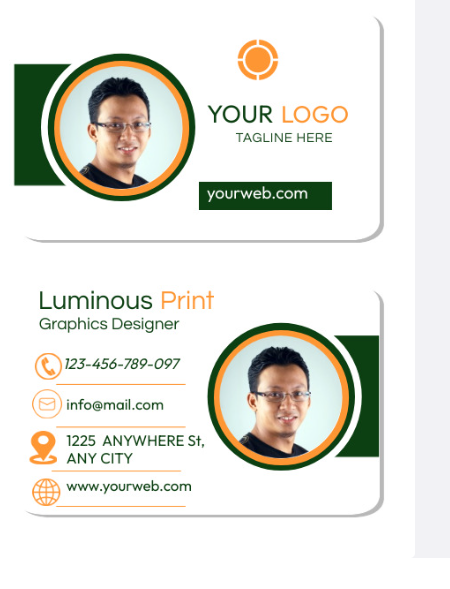 YOUR LOGO
TAGLINE HERE
yourweb.com
Luminous Print
Graphics Designer
123-456-789-097
info@mail.com
1225 ANYWHERE St,
ANY CITY
www.yourweb.com